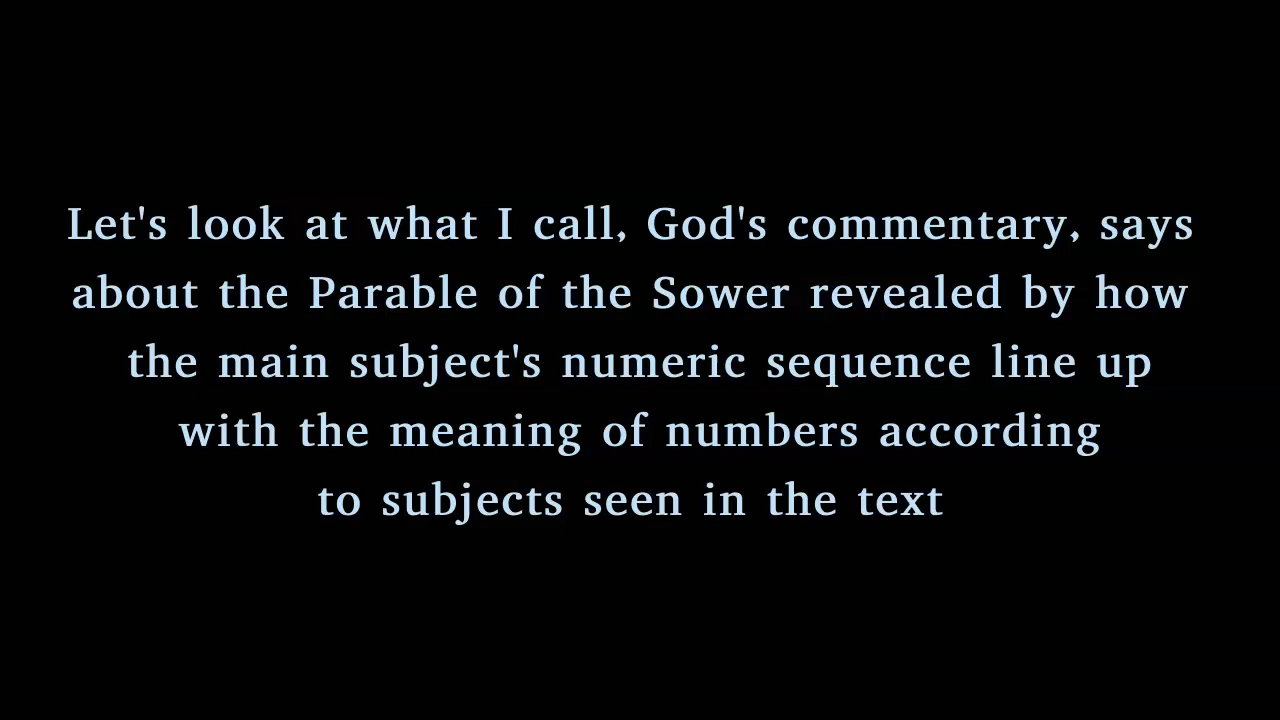 Let's look at what I call, God's commentary, says
about the Parable of the Sower revealed by how
the main subject's numeric sequence line up
with the meaning of numbers according
to subjects seen in the text